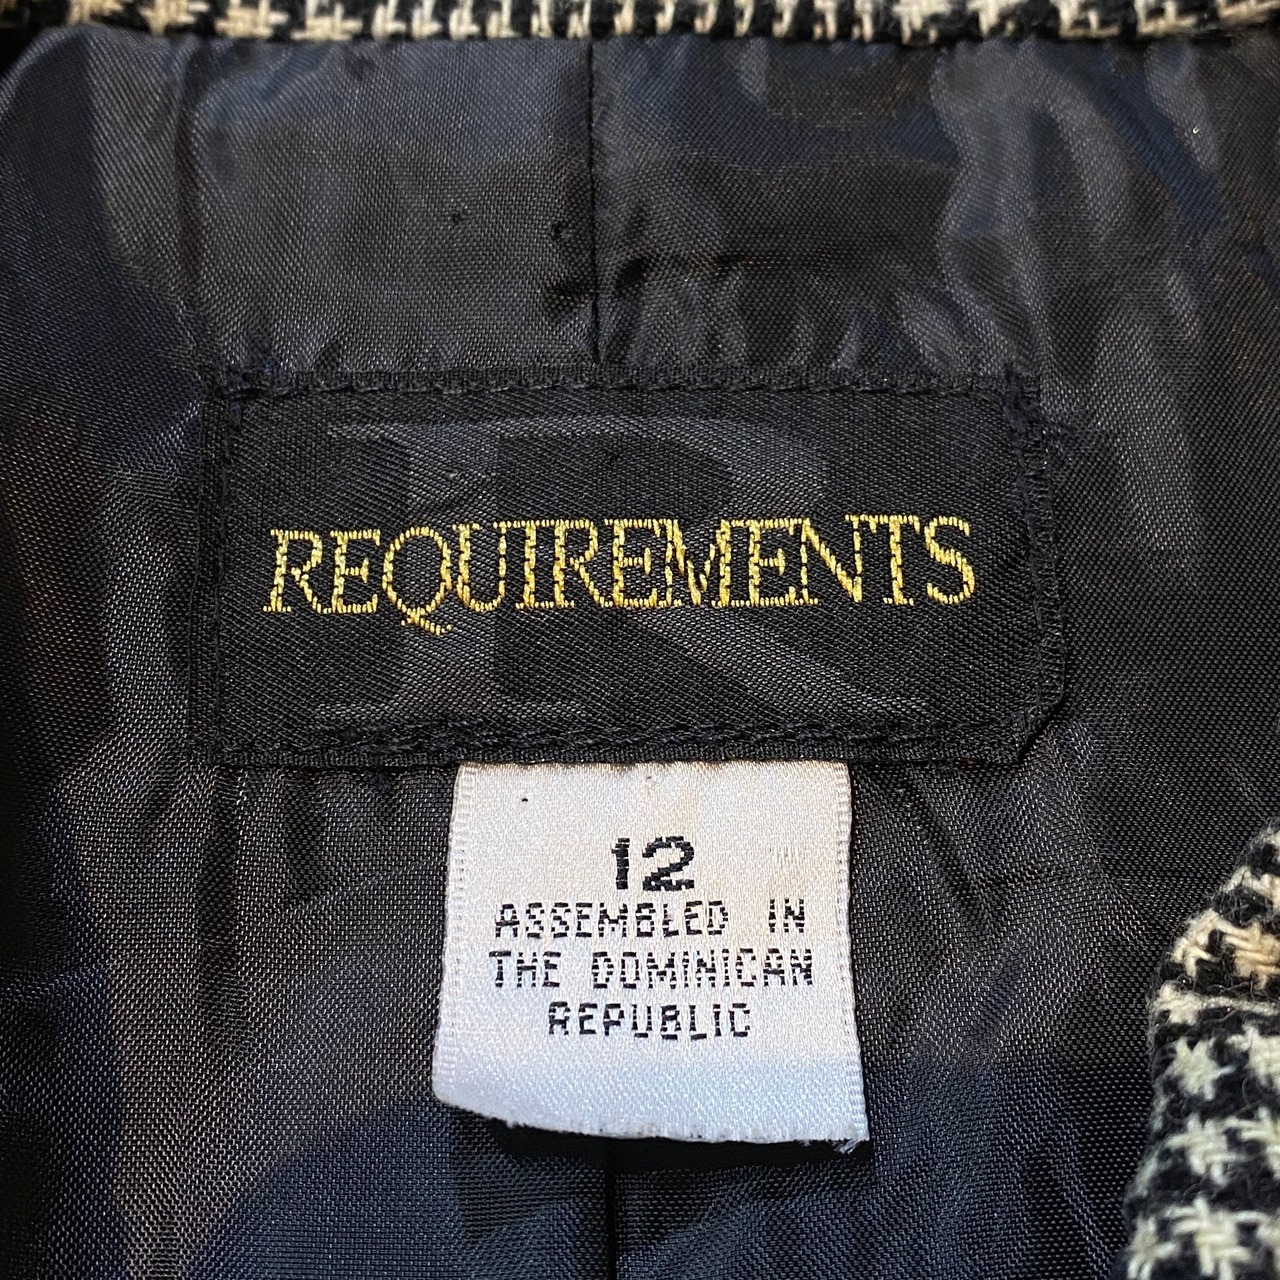 REQUIREMENTS
12
ASSEMBLED IN
THE DOMINICAN
REPUBLIC